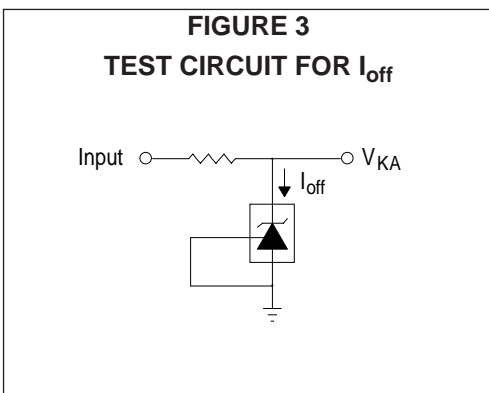 FIGURE 3
TEST CIRCUIT FOR Ioff
Input
VKA
Ioff